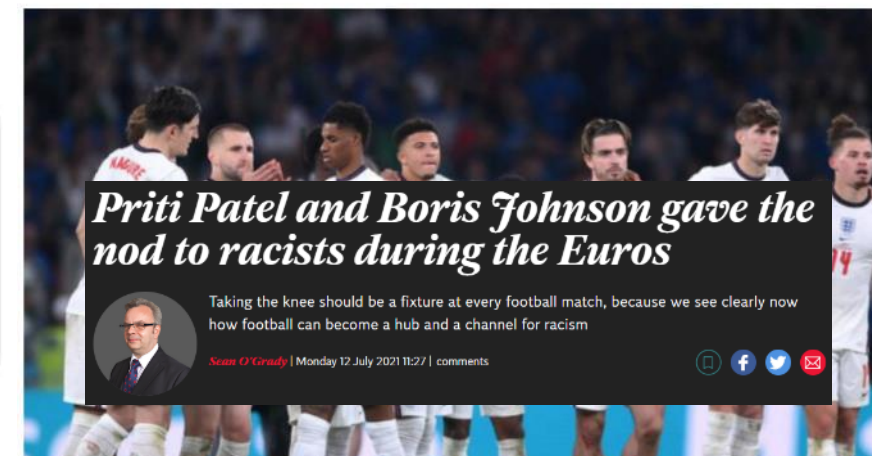 MAGUIRE
Priti Patel and Boris Johnson gave the
nod to racists during the Euros
Taking the knee should be a fixture at every football match, because we see clearly now
how football can become a hub and a channel for racism
Sean O'Grady | Monday 12 July 2021 11:27 | comments
14